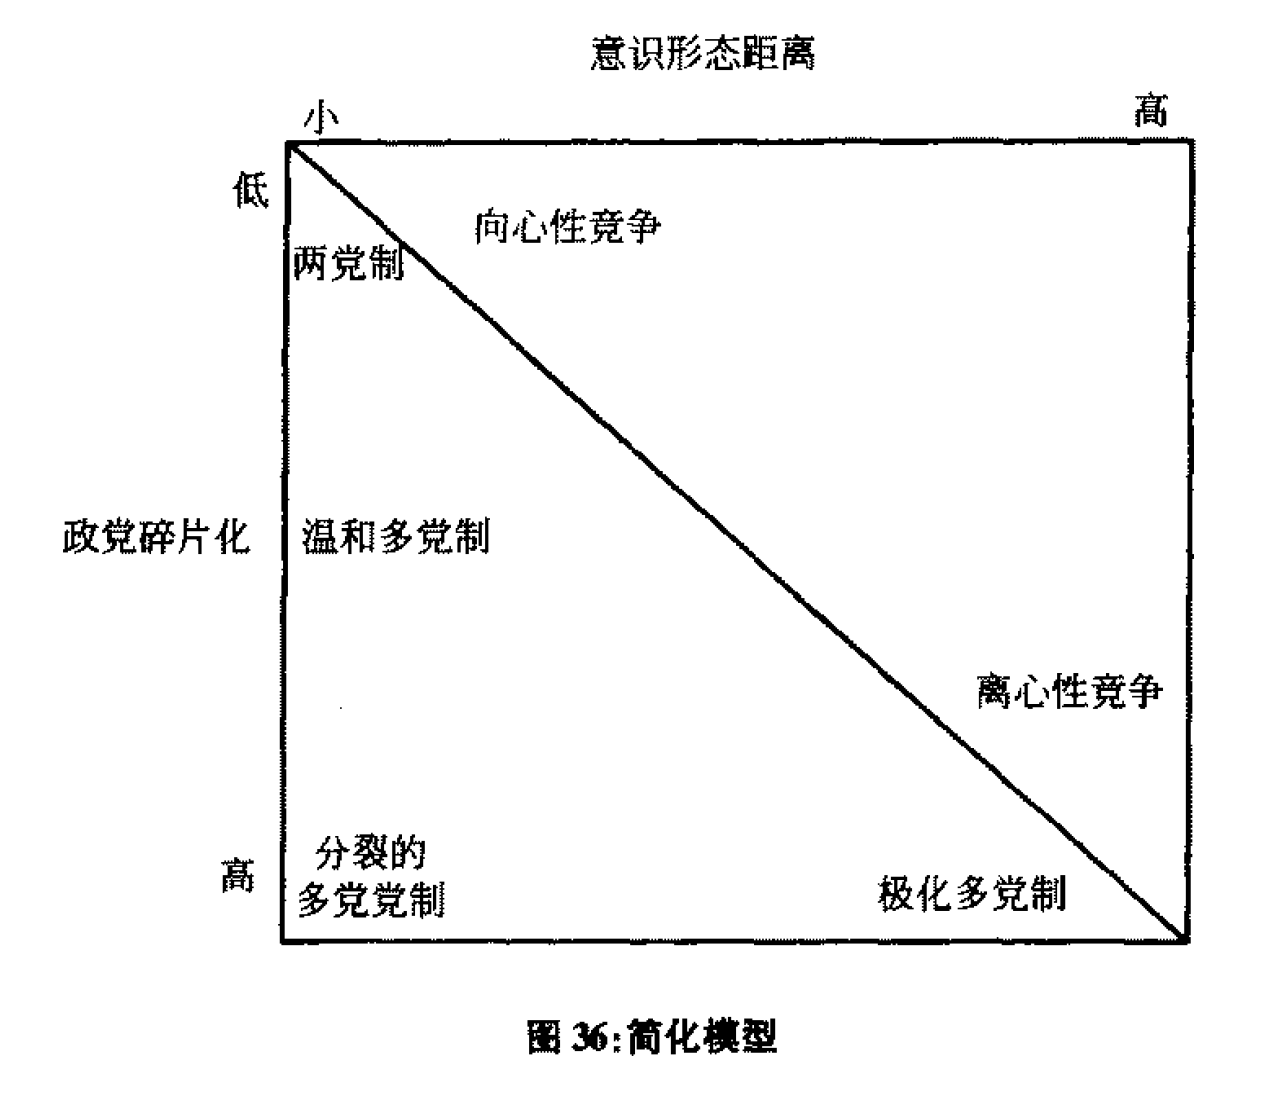 意识形态距离
小
高
低
向心性竞争
两党制
政党碎片化
温和多党制
离心性竞争
高
分裂的
多党党制
极化多党制
图 36:简化模型